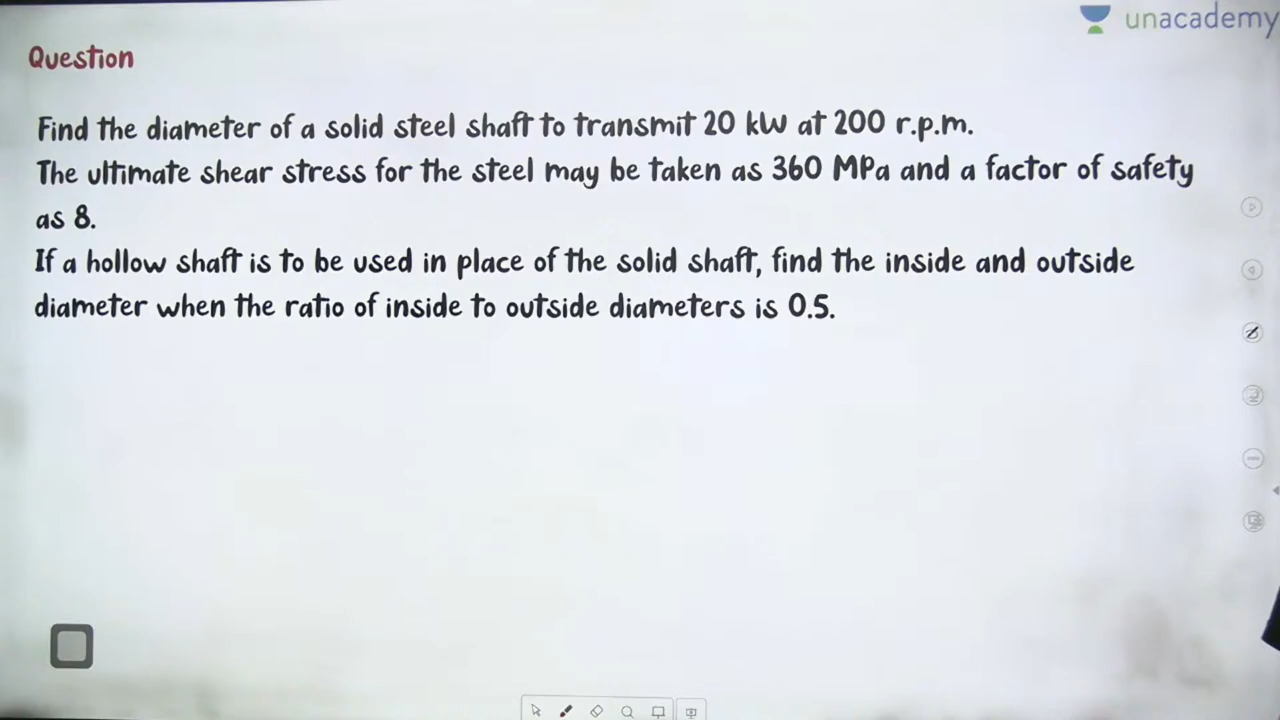 unacademy
Question
Find the diameter of a solid steel shaft to transmit 20 kW at 200 r.p.m.
The ultimate shear stress for the steel may be taken as 360 MPa and a factor of safety
as 8.
If a hollow shaft is to be used in place of the solid shaft, find the inside and outside
diameter when the ratio of inside to outside diameters is 0.5.